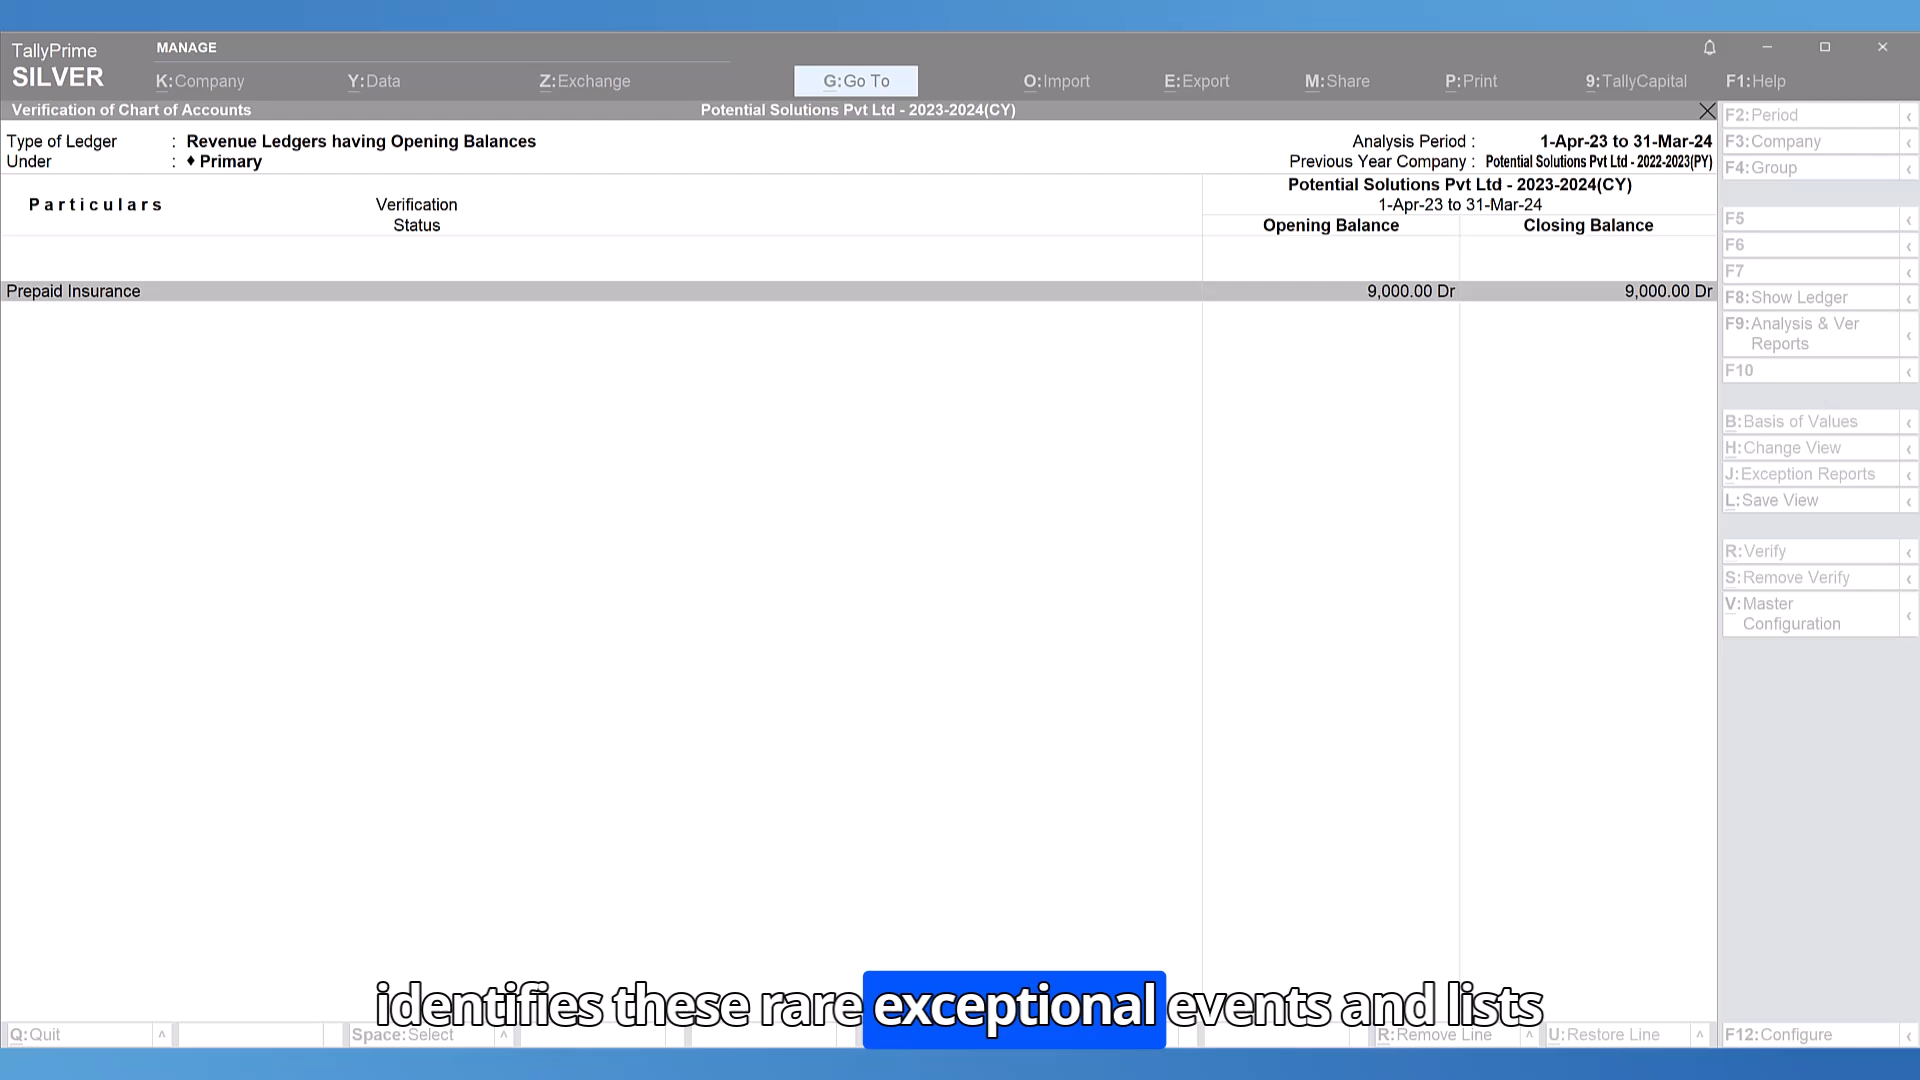 TallyPrime
SILVER
MANAGE
K:Company Y:Data Z:Exchange G:Go To O:Import E:Export M:Share P:Print 9:TallyCapital F1:Help
Verification of Chart of Accounts Potential Solutions Pvt Ltd - 2023-2024(CY)
Type of Ledger : Revenue Ledgers having Opening Balances Analysis Period : 1-Apr-23 to 31-Mar-24
Under : ♦ Primary Previous Year Company : Potential Solutions Pvt Ltd - 2022-2023(PY)
Particulars Verification Status
Potential Solutions Pvt Ltd - 2023-2024(CY)
1-Apr-23 to 31-Mar-24
Opening Balance Closing Balance
Prepaid Insurance 9,000.00 Dr 9,000.00 Dr
F2:Period
F3:Company
F4:Group
F5
F6
F7
F8:Show Ledger
F9:Analysis & Ver
Reports
F10
B:Basis of Values
H:Change View
J:Exception Reports
L:Save View
R:Verify
S:Remove Verify
V:Master
Configuration
identifies these rare exceptional events and lists
Q:Quit Space:Select R:Remove Line U:Restore Line F12:Configure